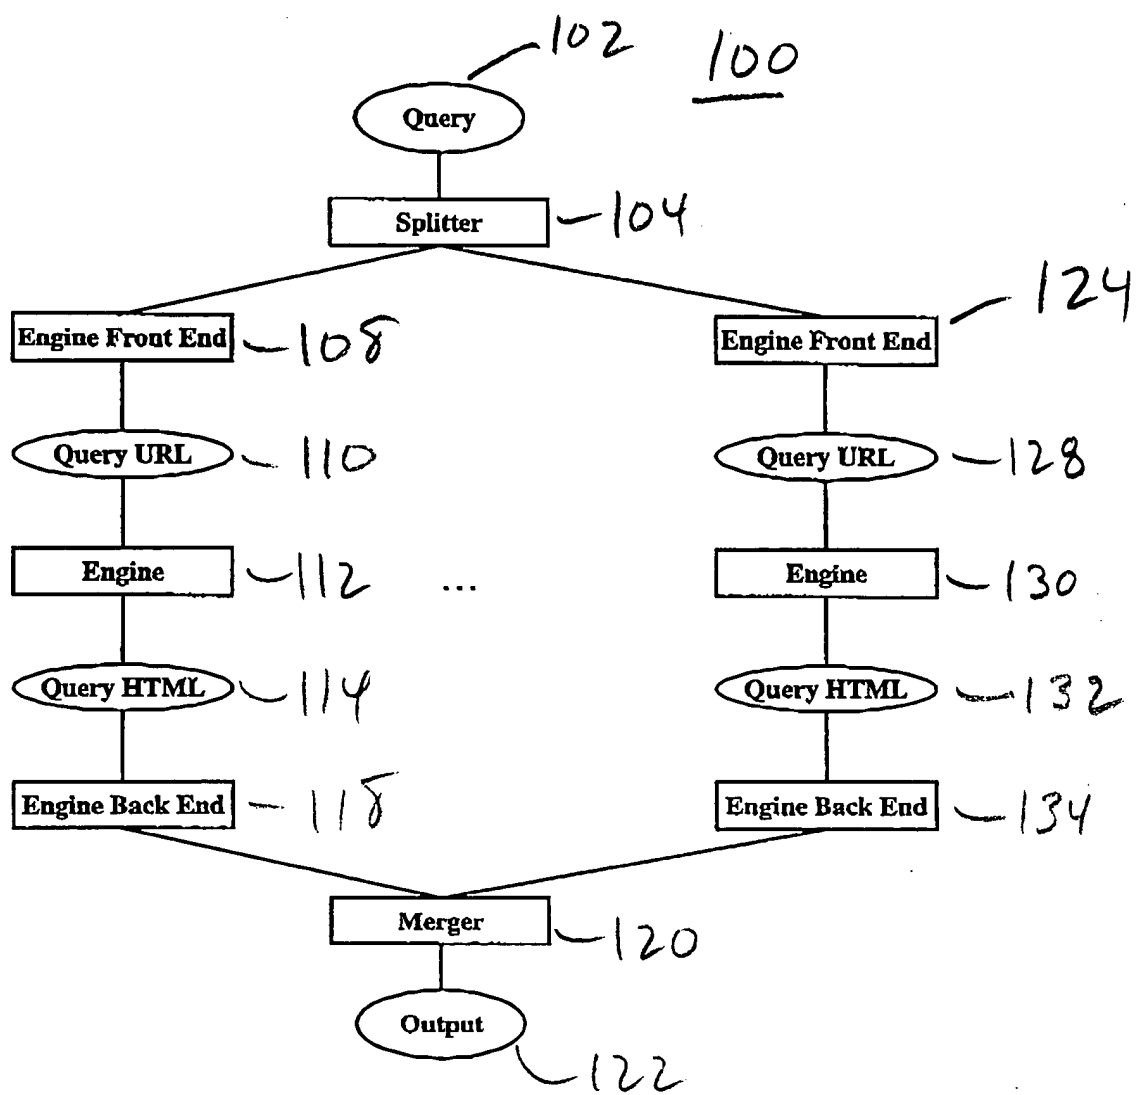 102
100
Query
Splitter
104
124
Engine Front End
108
Engine Front End
Query URL
110
Query URL
128
Engine
112
...
Engine
130
Query HTML
114
Query HTML
132
Engine Back End
118
Engine Back End
134
Merger
120
Output
122